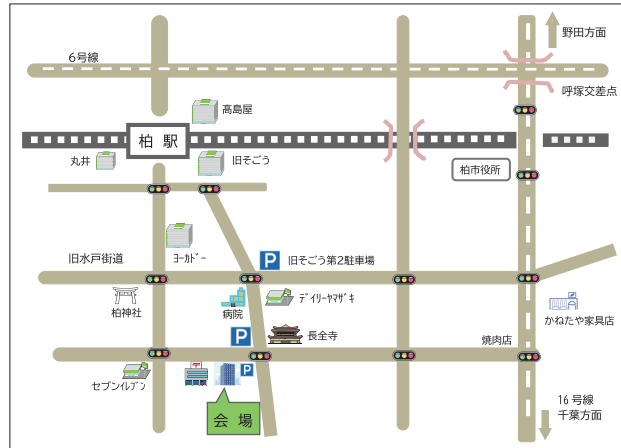 野田方面
6号線
呼塚交差点
高島屋
柏駅
丸井
旧そごう
柏市役所
旧水戸街道
ヨーカドー
P
旧そごう第2駐車場
デイリーヤマザキ
柏神社
病院
かねたや家具店
P
長全寺
焼肉店
セブンイレブン
P
会場
16号線
千葉方面